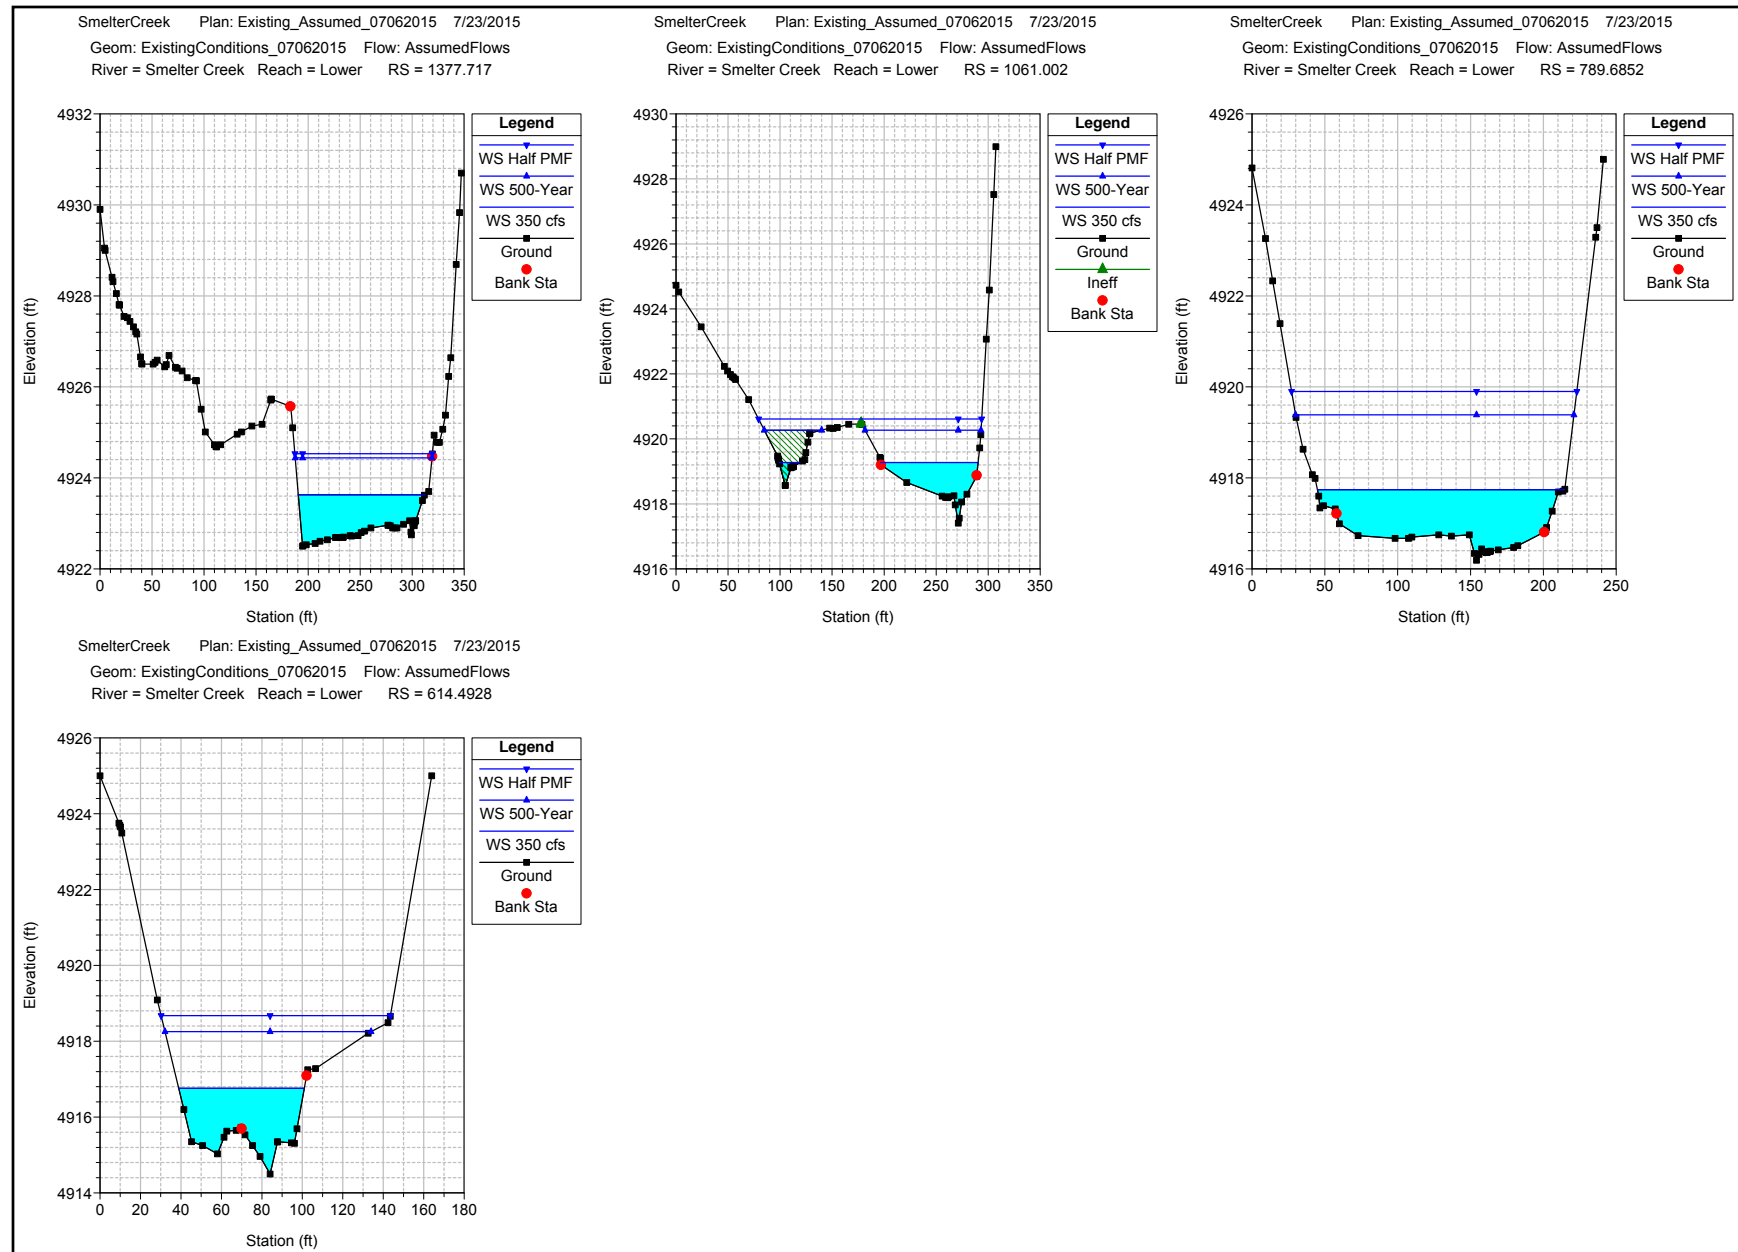 SmelterCreek Plan: Existing_Assumed_07062015 7/23/2015
Geom: ExistingConditions_07062015 Flow: AssumedFlows
River = Smelter Creek Reach = Lower RS = 1377.717
4932
4930
4928
4926
4924
4922
Elevation (ft)
0 50 100 150 200 250 300 350
Station (ft)
Legend
WS Half PMF
WS 500-Year
WS 350 cfs
Ground
Bank Sta
SmelterCreek Plan: Existing_Assumed_07062015 7/23/2015
Geom: ExistingConditions_07062015 Flow: AssumedFlows
River = Smelter Creek Reach = Lower RS = 1061.002
4930
4928
4926
4924
4922
4920
4918
4916
Elevation (ft)
0 50 100 150 200 250 300 350
Station (ft)
Legend
WS Half PMF
WS 500-Year
WS 350 cfs
Ground
Ineff
Bank Sta
SmelterCreek Plan: Existing_Assumed_07062015 7/23/2015
Geom: ExistingConditions_07062015 Flow: AssumedFlows
River = Smelter Creek Reach = Lower RS = 789.6852
4926
4924
4922
4920
4918
4916
Elevation (ft)
0 50 100 150 200 250
Station (ft)
Legend
WS Half PMF
WS 500-Year
WS 350 cfs
Ground
Bank Sta
SmelterCreek Plan: Existing_Assumed_07062015 7/23/2015
Geom: ExistingConditions_07062015 Flow: AssumedFlows
River = Smelter Creek Reach = Lower RS = 614.4928
4926
4924
4922
4920
4918
4916
4914
Elevation (ft)
0 20 40 60 80 100 120 140 160 180
Station (ft)
Legend
WS Half PMF
WS 500-Year
WS 350 cfs
Ground
Bank Sta